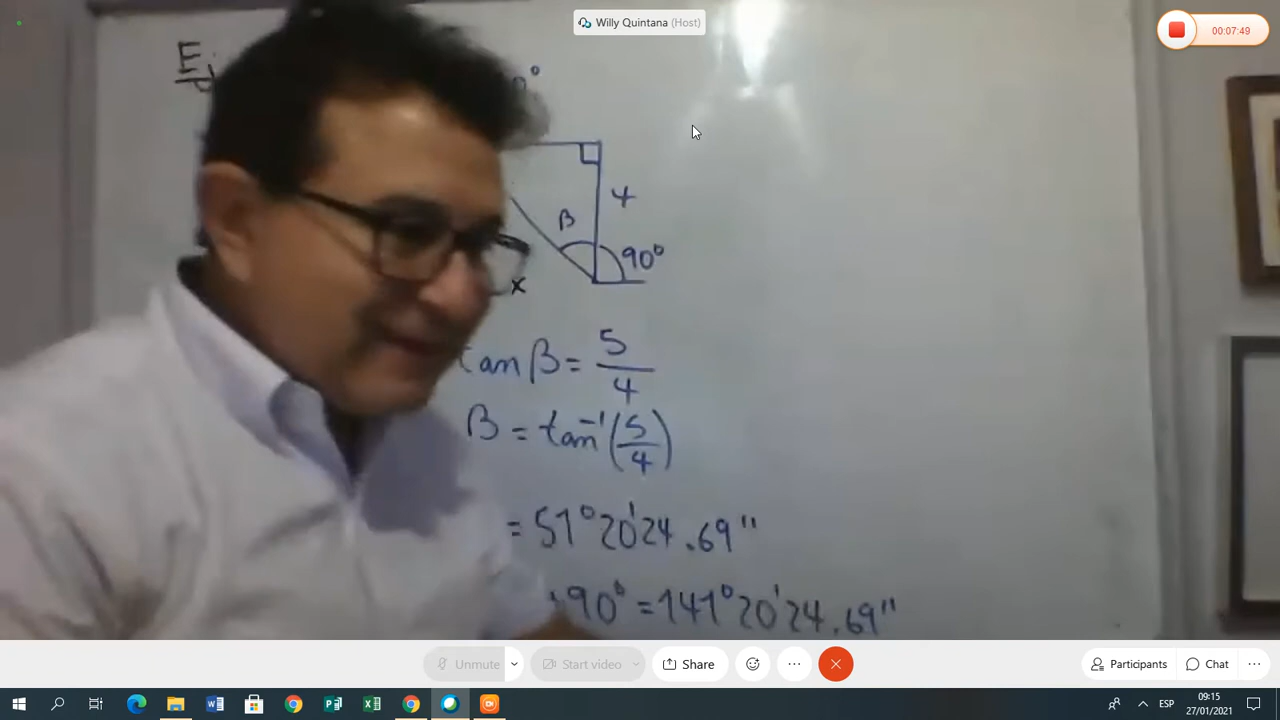 Willy Quintana (Host)
00:07:49
4
β
90°
x
tan β = 5/4
β = tan⁻¹(5/4)
= 51°20'24.69"
+90° = 141°20'24.69"
Unmute
Start video
Share
Participants
Chat
09:15
ESP
27/01/2021